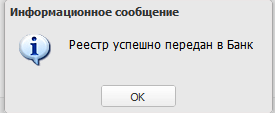 Информационное сообщение
Реестр успешно передан в Банк
OK